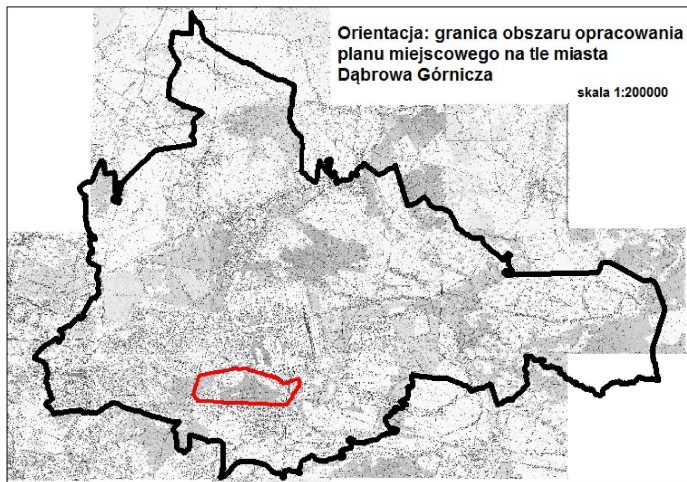 Orientacja: granica obszaru opracowania
planu miejscowego na tle miasta
Dąbrowa Górnicza
skala 1:200000